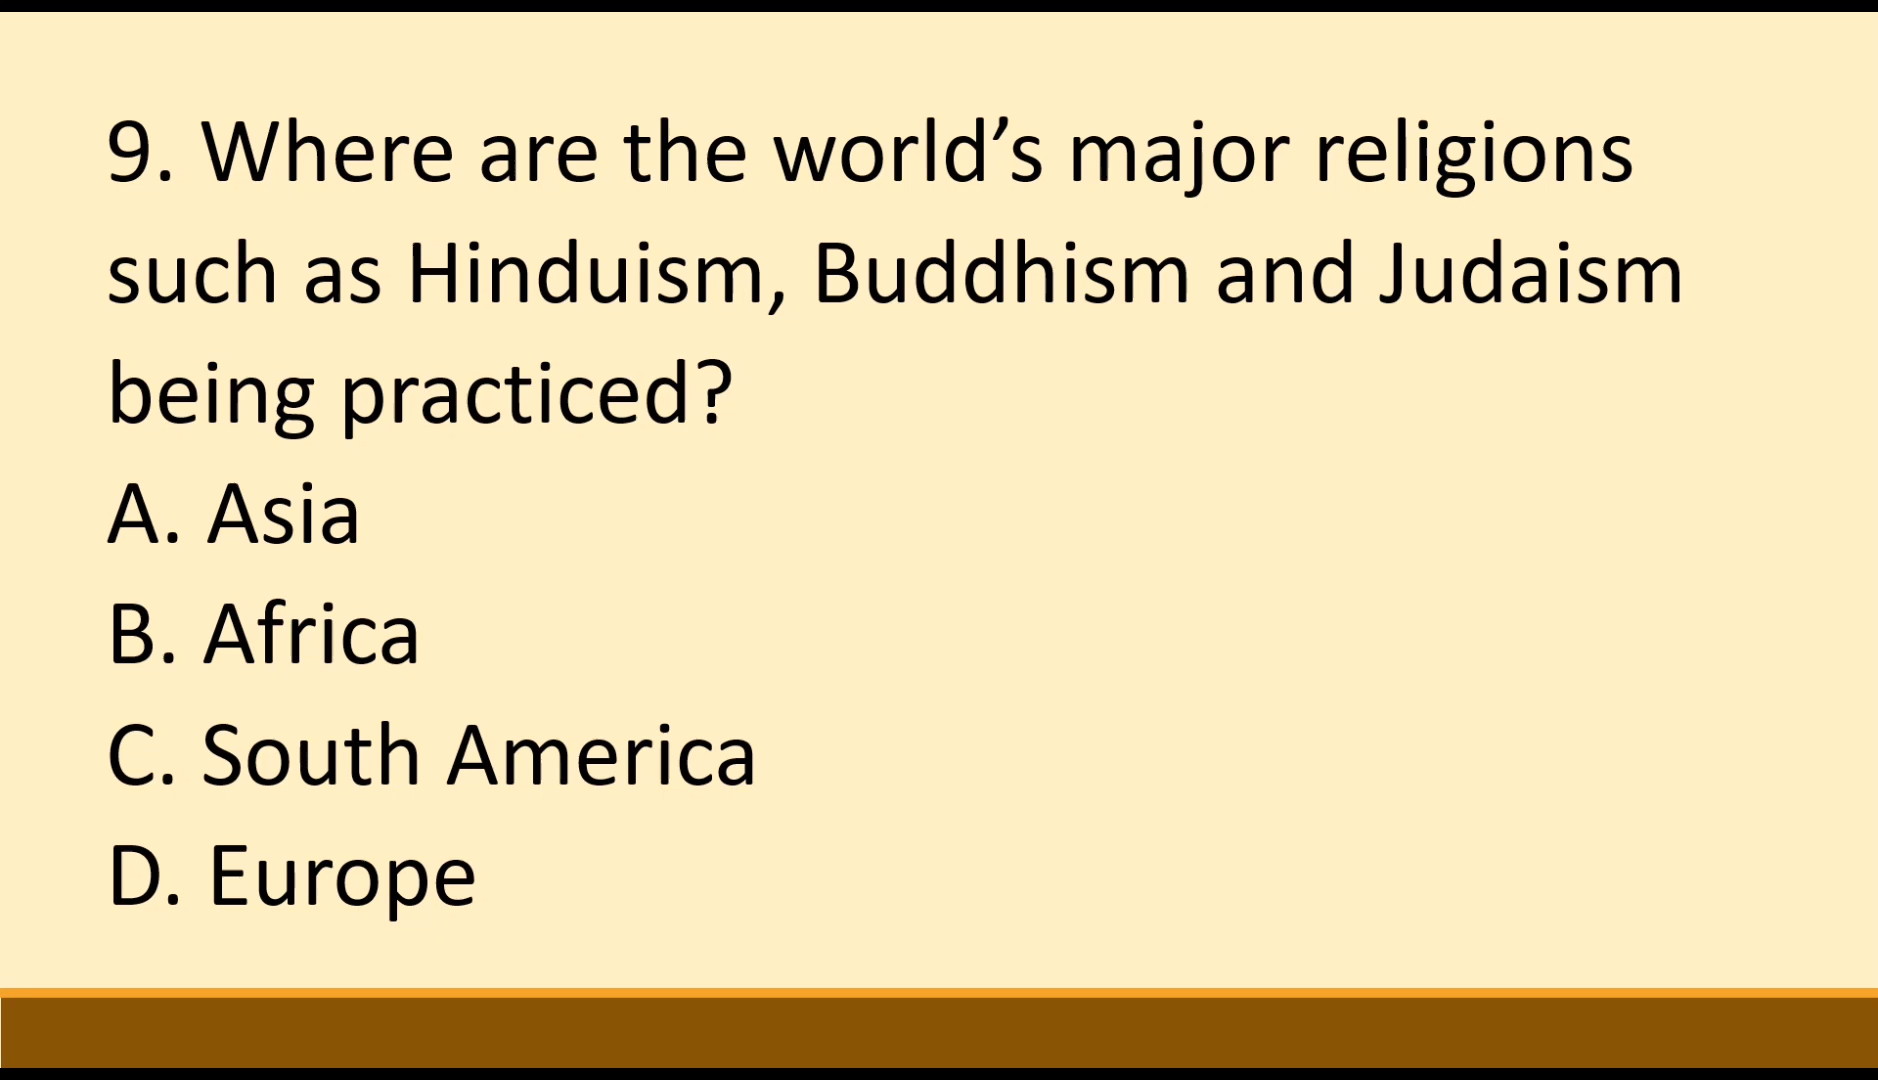 9. Where are the world’s major religions
such as Hinduism, Buddhism and Judaism
being practiced?
A. Asia
B. Africa
C. South America
D. Europe